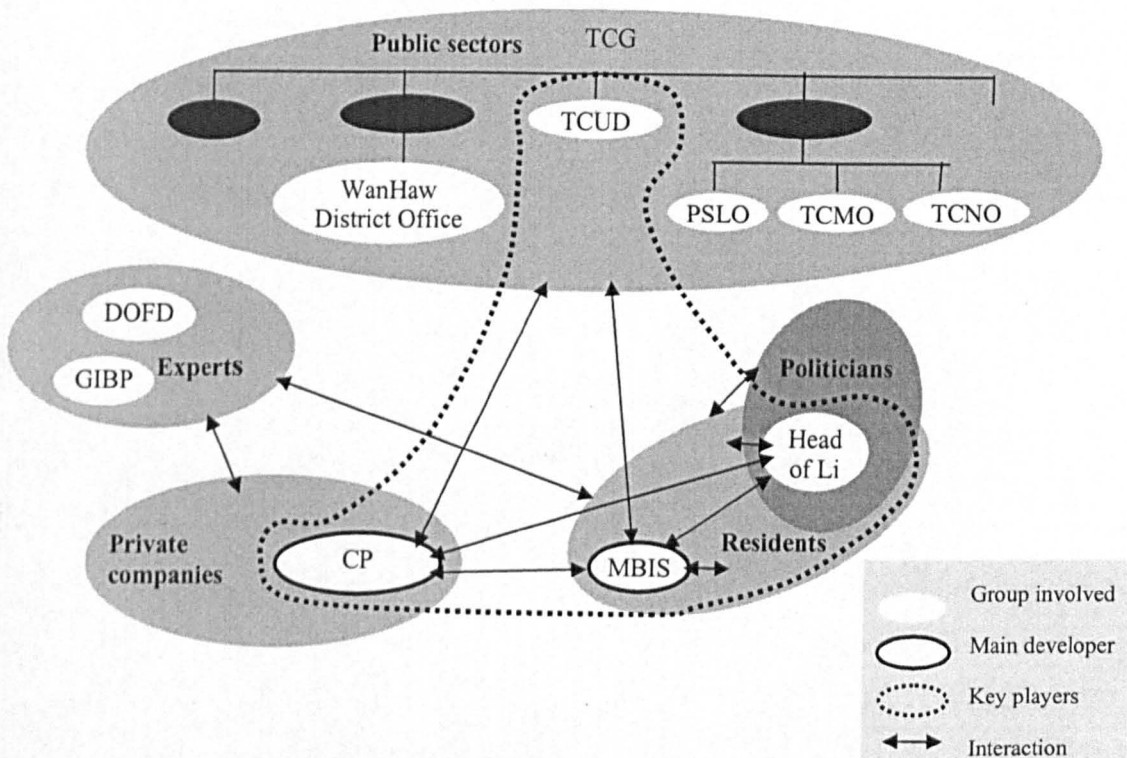 Public sectors
TCG
TCUD
WanHaw
District Office
PSLO
TCMO
TCNO
DOFD
GIBP
Experts
Politicians
Head
of Li
Private
companies
CP
MBIS
Residents
Group involved
Main developer
Key players
Interaction